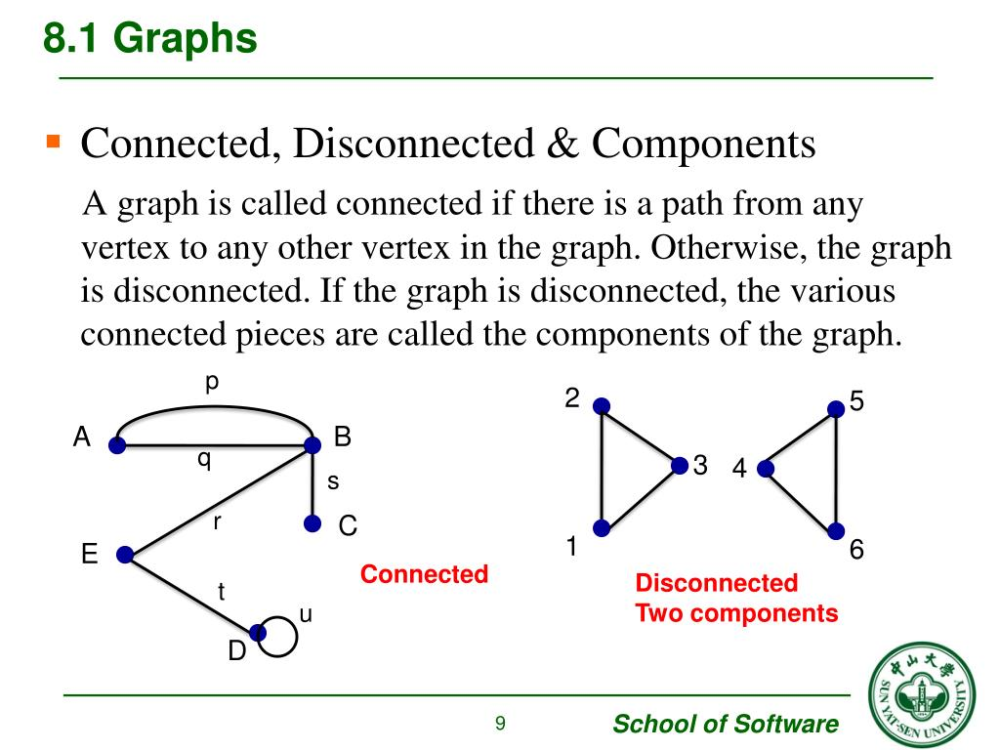 8.1 Graphs
Connected, Disconnected & Components
A graph is called connected if there is a path from any
vertex to any other vertex in the graph. Otherwise, the graph
is disconnected. If the graph is disconnected, the various
connected pieces are called the components of the graph.
p
A
B
q
s
r
C
E
t
u
D
Connected
2
5
3
4
1
6
Disconnected
Two components
9
School of Software
中山大学
SUN YAT-SEN UNIVERSITY